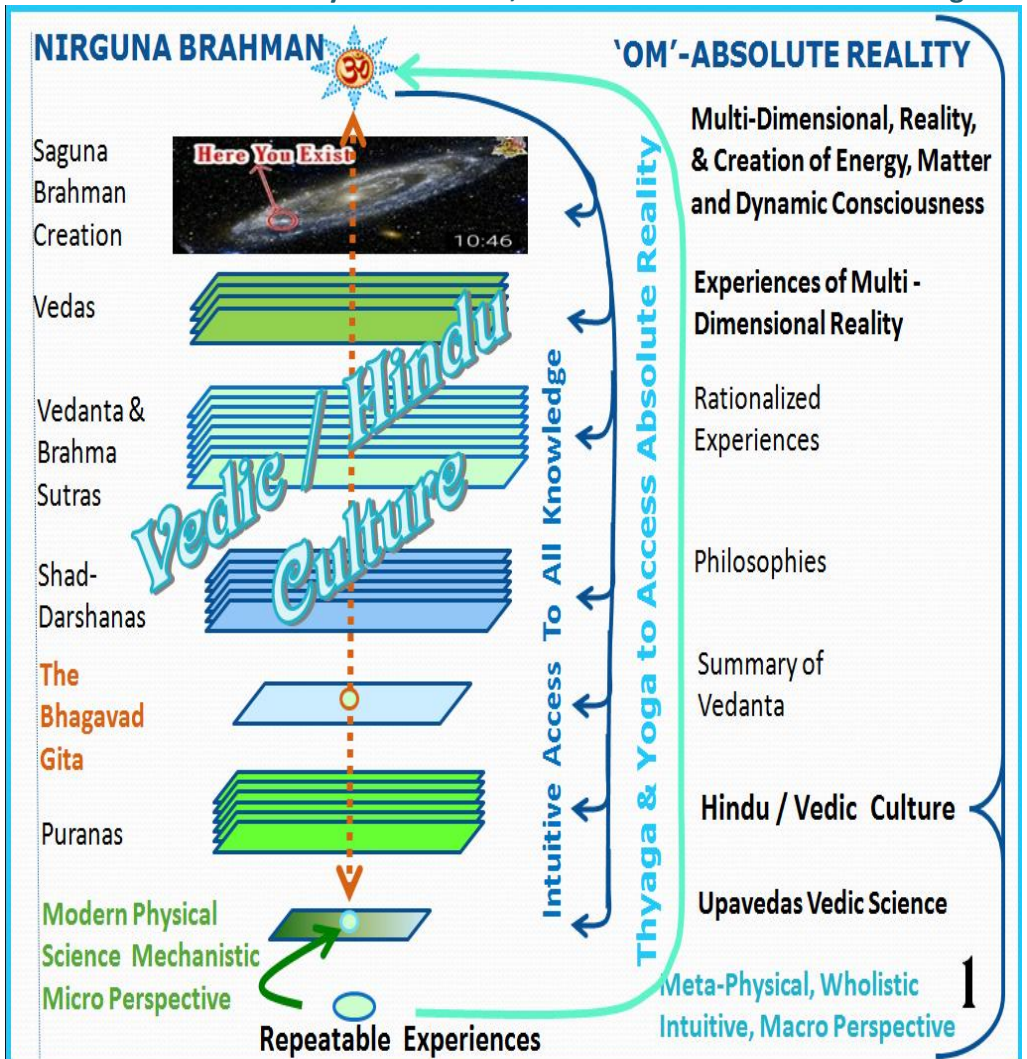 NIRGUNA BRAHMAN
ॐ
'OM'-ABSOLUTE REALITY
Saguna
Brahman
Creation
Here You Exist
10:46
Multi-Dimensional, Reality,
& Creation of Energy, Matter
and Dynamic Consciousness
Vedas
Experiences of Multi -
Dimensional Reality
Vedanta &
Brahma
Sutras
Rationalized
Experiences
Vedic / Hindu
Culture
Shad-
Darshanas
Philosophies
The
Bhagavad
Gita
Summary of
Vedanta
Puranas
Hindu / Vedic Culture
Intuitive Access To All Knowledge
Thyaga & Yoga to Access Absolute Reality
Modern Physical
Science Mechanistic
Micro Perspective
Upavedas Vedic Science
Repeatable Experiences
Meta-Physical, Wholistic
Intuitive, Macro Perspective
1